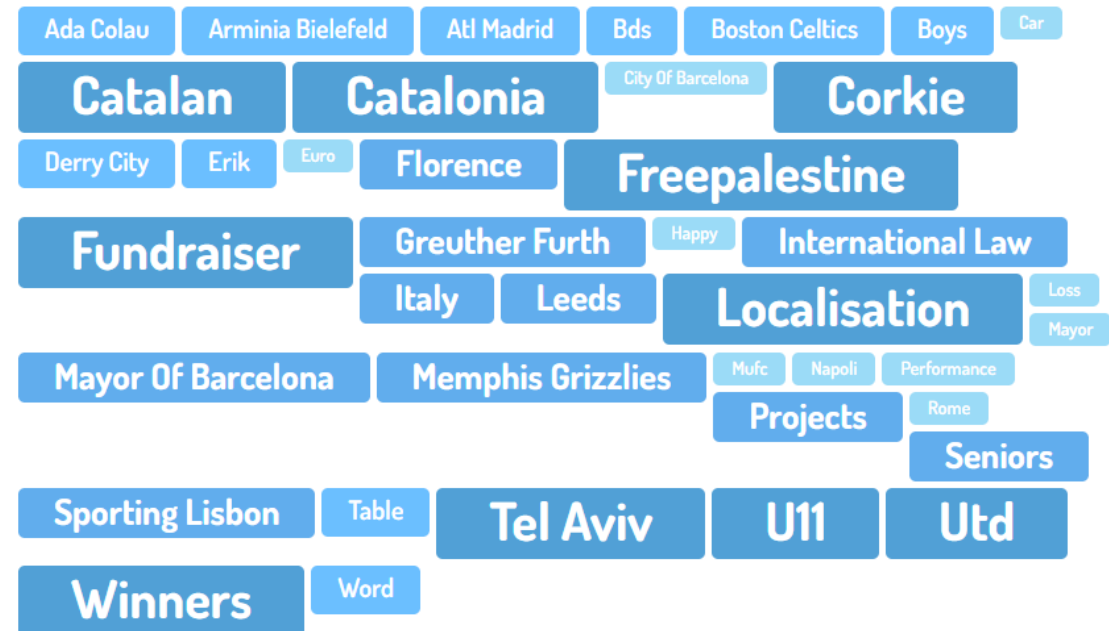 Ada Colau Arminia Bielefeld Atl Madrid Bds Boston Celtics Boys Car
Catalan Catalonia City Of Barcelona Corkie
Derry City Erik Euro Florence Freepalestine
Fundraiser Greuther Furth Happy International Law
Italy Leeds Localisation Loss
Mayor
Mayor Of Barcelona Memphis Grizzlies Mufc Napoli Performance
Projects Rome
Seniors
Sporting Lisbon Table Tel Aviv U11 Utd
Winners Word